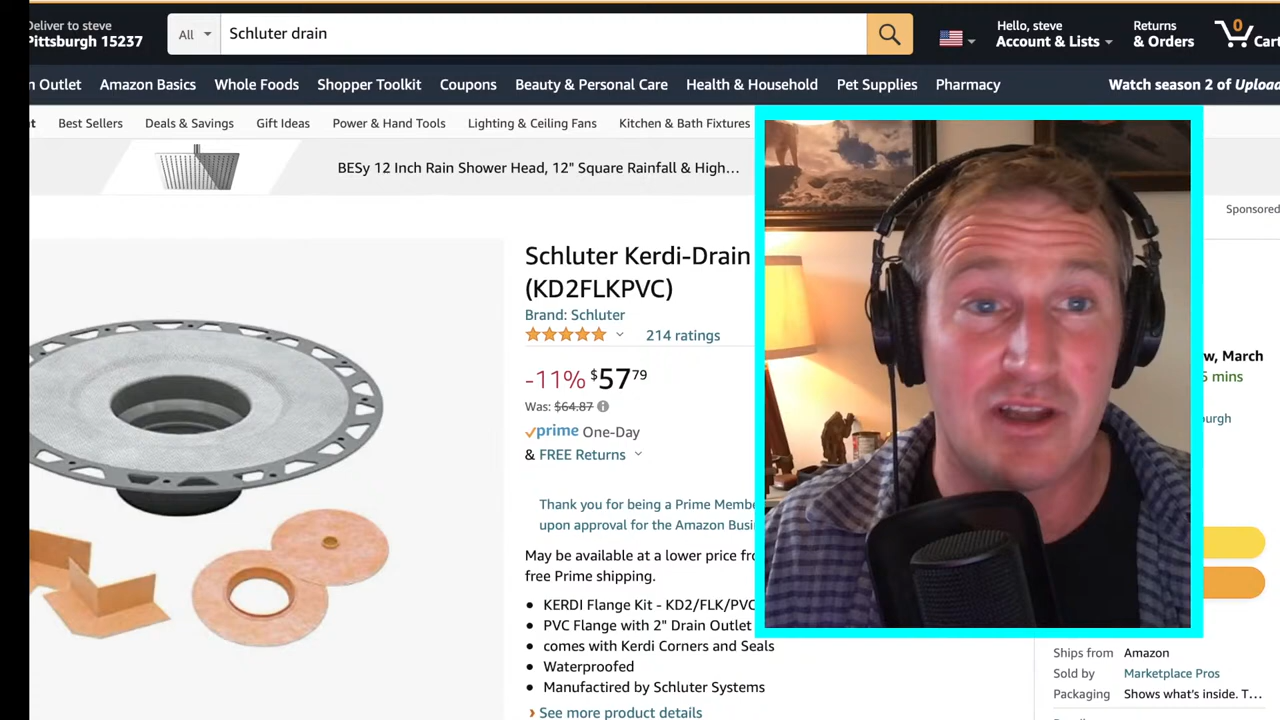 Deliver to steve
Pittsburgh 15237
All
Schluter drain
Hello, steve
Account & Lists
Returns
& Orders
0
Cart
n Outlet
Amazon Basics
Whole Foods
Shopper Toolkit
Coupons
Beauty & Personal Care
Health & Household
Pet Supplies
Pharmacy
Watch season 2 of Upload
Best Sellers
Deals & Savings
Gift Ideas
Power & Hand Tools
Lighting & Ceiling Fans
Kitchen & Bath Fixtures
BESy 12 Inch Rain Shower Head, 12" Square Rainfall & High...
Sponsored
Schluter Kerdi-Drain
(KD2FLKPVC)
Brand: Schluter
214 ratings
-11% $57 79
Was: $64.87
prime One-Day
& FREE Returns
Thank you for being a Prime Membe
upon approval for the Amazon Busi
May be available at a lower price fro
free Prime shipping.
• KERDI Flange Kit - KD2/FLK/PVC
• PVC Flange with 2" Drain Outlet
• comes with Kerdi Corners and Seals
• Waterproofed
• Manufactired by Schluter Systems
› See more product details
w, March
5 mins
burgh
Ships from Amazon
Sold by Marketplace Pros
Packaging Shows what's inside. T...